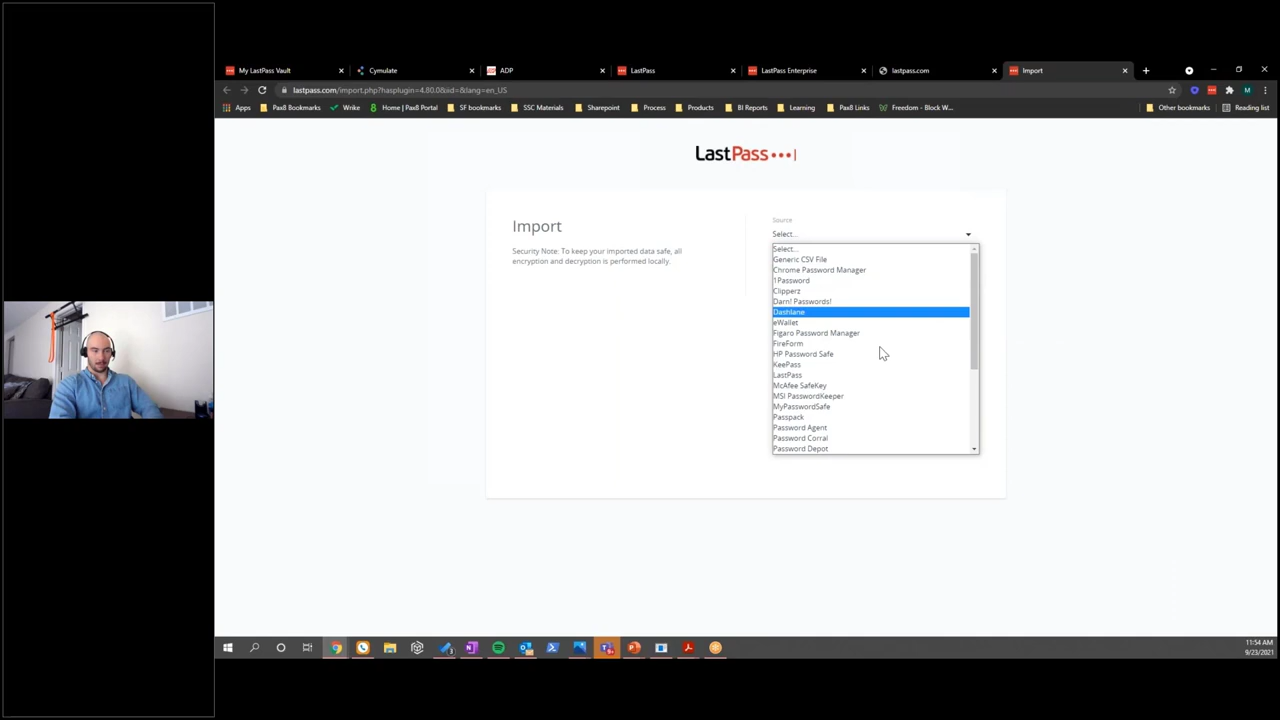 My LastPass Vault
Cymulate
ADP
ADP
LastPass
LastPass Enterprise
lastpass.com
Import
lastpass.com/import.php?hasplugin=4.80.0&iid=&lang=en_US
Apps
Pax8 Bookmarks
Wrike
Home | Pax8 Portal
SF bookmarks
SSC Materials
Sharepoint
Process
Products
BI Reports
Learning
Pax8 Links
Freedom - Block W...
Other bookmarks
Reading list
M
LastPass
Import
Security Note: To keep your imported data safe, all
encryption and decryption is performed locally.
Source
Select...
Select...
Generic CSV File
Chrome Password Manager
1Password
Clipperz
Darn! Passwords!
Dashlane
eWallet
Figaro Password Manager
FireForm
HP Password Safe
KeePass
LastPass
McAfee SafeKey
MSI PasswordKeeper
MyPasswordSafe
Passpack
Password Agent
Password Corral
Password Depot
11:54 AM
9/23/2021